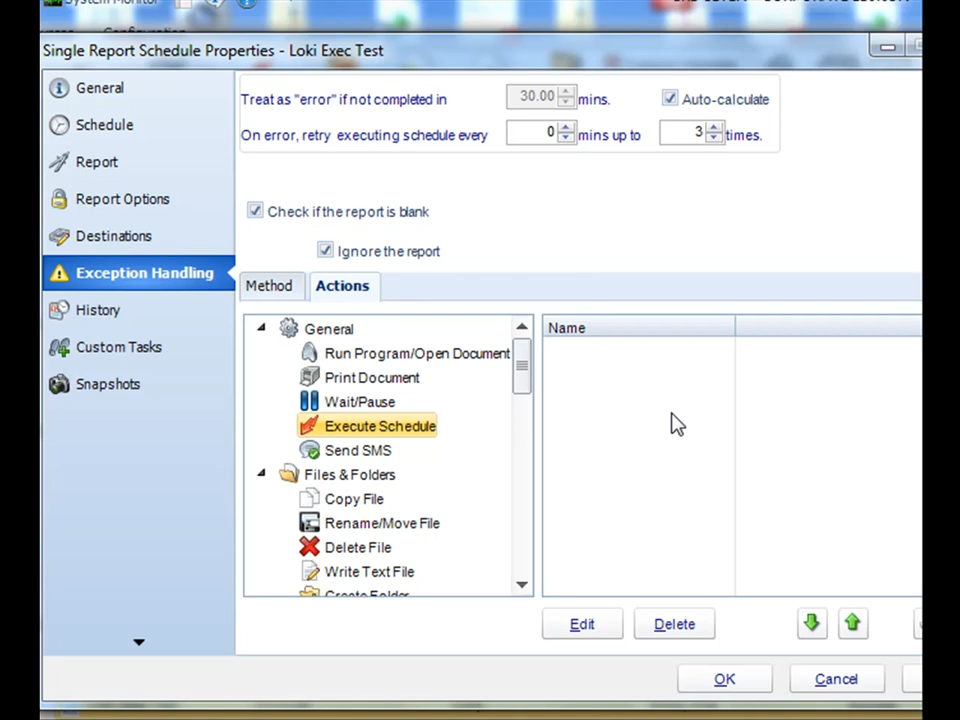 System Monitor
Single Report Schedule Properties - Loki Exec Test
General
Schedule
Report
Report Options
Destinations
Exception Handling
History
Custom Tasks
Snapshots
Treat as "error" if not completed in 30.00 mins. Auto-calculate
On error, retry executing schedule every 0 mins up to 3 times.
Check if the report is blank
Ignore the report
Method Actions
General
Run Program/Open Document
Print Document
Wait/Pause
Execute Schedule
Send SMS
Files & Folders
Copy File
Rename/Move File
Delete File
Write Text File
Create Folder
Name
Edit Delete
OK Cancel